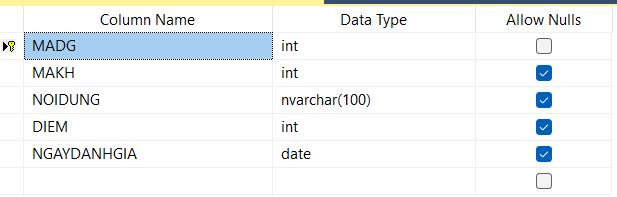 Column Name Data Type Allow Nulls
MADG int
MAKH int
NOIDUNG nvarchar(100)
DIEM int
NGAYDANHGIA date